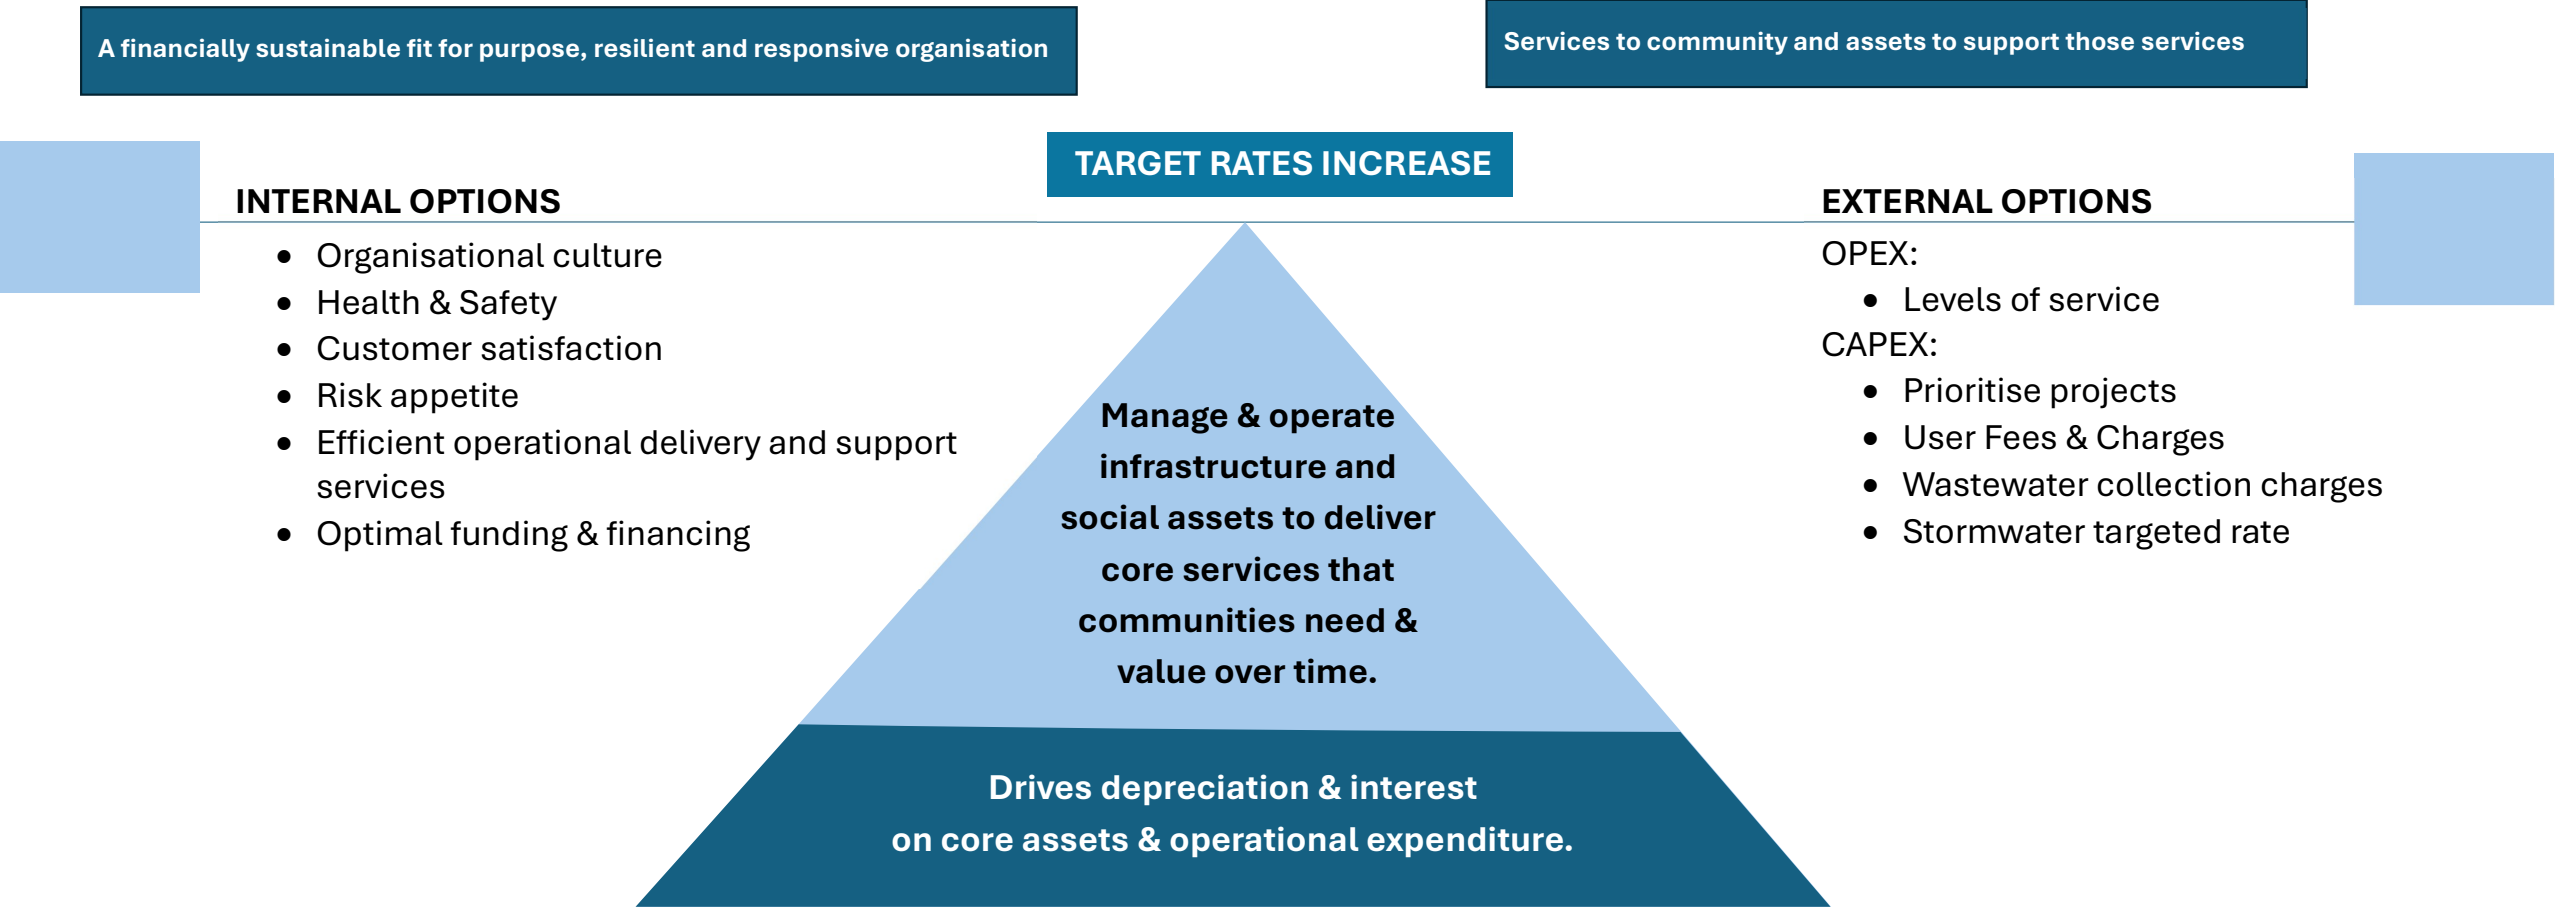 A financially sustainable fit for purpose, resilient and responsive organisation
Services to community and assets to support those services
TARGET RATES INCREASE
INTERNAL OPTIONS
• Organisational culture
• Health & Safety
• Customer satisfaction
• Risk appetite
• Efficient operational delivery and support
services
• Optimal funding & financing
EXTERNAL OPTIONS
OPEX:
• Levels of service
CAPEX:
• Prioritise projects
• User Fees & Charges
• Wastewater collection charges
• Stormwater targeted rate
Manage & operate
infrastructure and
social assets to deliver
core services that
communities need &
value over time.
Drives depreciation & interest
on core assets & operational expenditure.